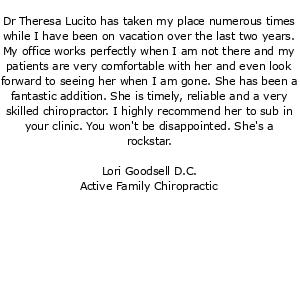 Dr Theresa Lucito has taken my place numerous times
while I have been on vacation over the last two years.
My office works perfectly when I am not there and my
patients are very comfortable with her and even look
forward to seeing her when I am gone. She has been a
fantastic addition. She is timely, reliable and a very
skilled chiropractor. I highly recommend her to sub in
your clinic. You won't be disappointed. She's a
rockstar.

Lori Goodsell D.C.
Active Family Chiropractic